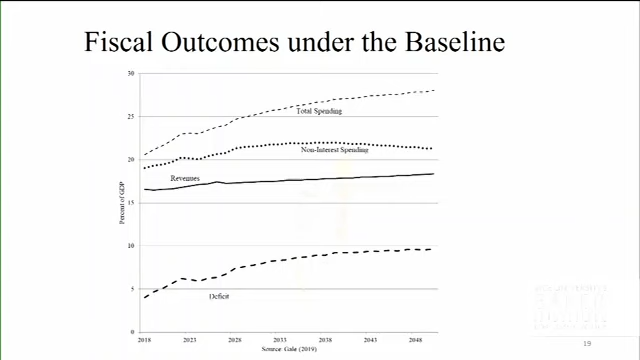 Fiscal Outcomes under the Baseline
30
25
20
15
10
5
0
Percent of GDP
Total Spending
Non-Interest Spending
Revenues
Deficit
2018 2023 2028 2033 2038 2043 2048
Source: Gale (2019)
19